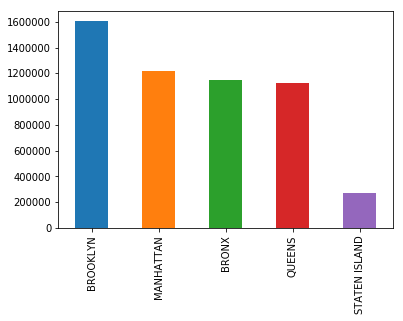 1600000
1400000
1200000
1000000
800000
600000
400000
200000
0
BROOKLYN
MANHATTAN
BRONX
QUEENS
STATEN ISLAND